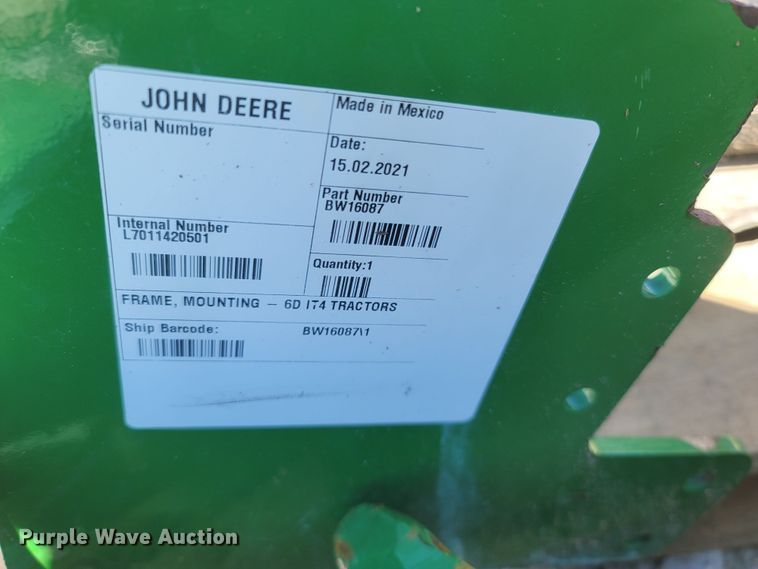 JOHN DEERE
Made in Mexico
Serial Number
Date:
15.02.2021
Part Number
BW16087
Internal Number
L7011420501
Quantity:1
FRAME, MOUNTING – 6D IT4 TRACTORS
Ship Barcode: BW16087\1
Purple Wave Auction